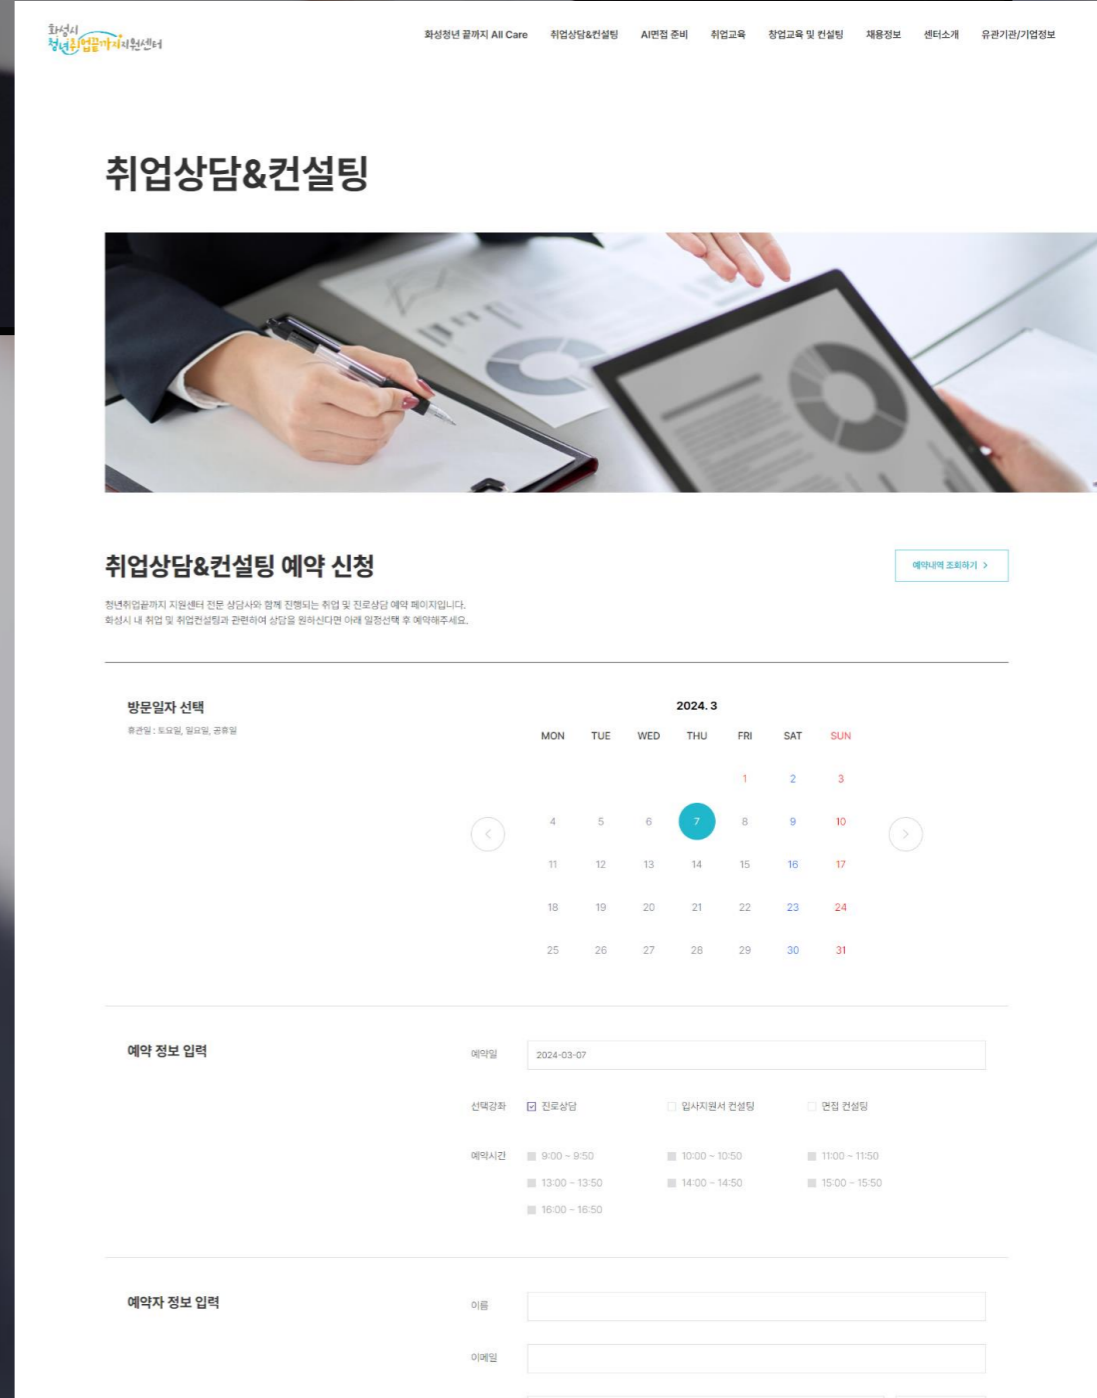 화성시
청년취업끝까지지원센터
화성청년 끝까지 All Care 취업상담&컨설팅 AI면접 준비 취업교육 창업교육 및 컨설팅 채용정보 센터소개 유관기관/기업정보
취업상담&컨설팅
취업상담&컨설팅 예약 신청
예약내역 조회하기 >
청년취업끝까지 지원센터 전문 상담사와 함께 진행되는 취업 및 진로상담 예약 페이지입니다.
화성시 내 취업 및 취업컨설팅과 관련하여 상담을 원하신다면 아래 일정선택 후 예약해주세요.
방문일자 선택
휴관일 : 토요일, 일요일, 공휴일
2024. 3
MON TUE WED THU FRI SAT SUN
1 2 3
4 5 6 7 8 9 10
11 12 13 14 15 16 17
18 19 20 21 22 23 24
25 26 27 28 29 30 31
예약 정보 입력
예약일 2024-03-07
선택강좌 진로상담 입사지원서 컨설팅 면접 컨설팅
예약시간 9:00 ~ 9:50 10:00 ~ 10:50 11:00 ~ 11:50
13:00 ~ 13:50 14:00 ~ 14:50 15:00 ~ 15:50
16:00 ~ 16:50
예약자 정보 입력
이름
이메일